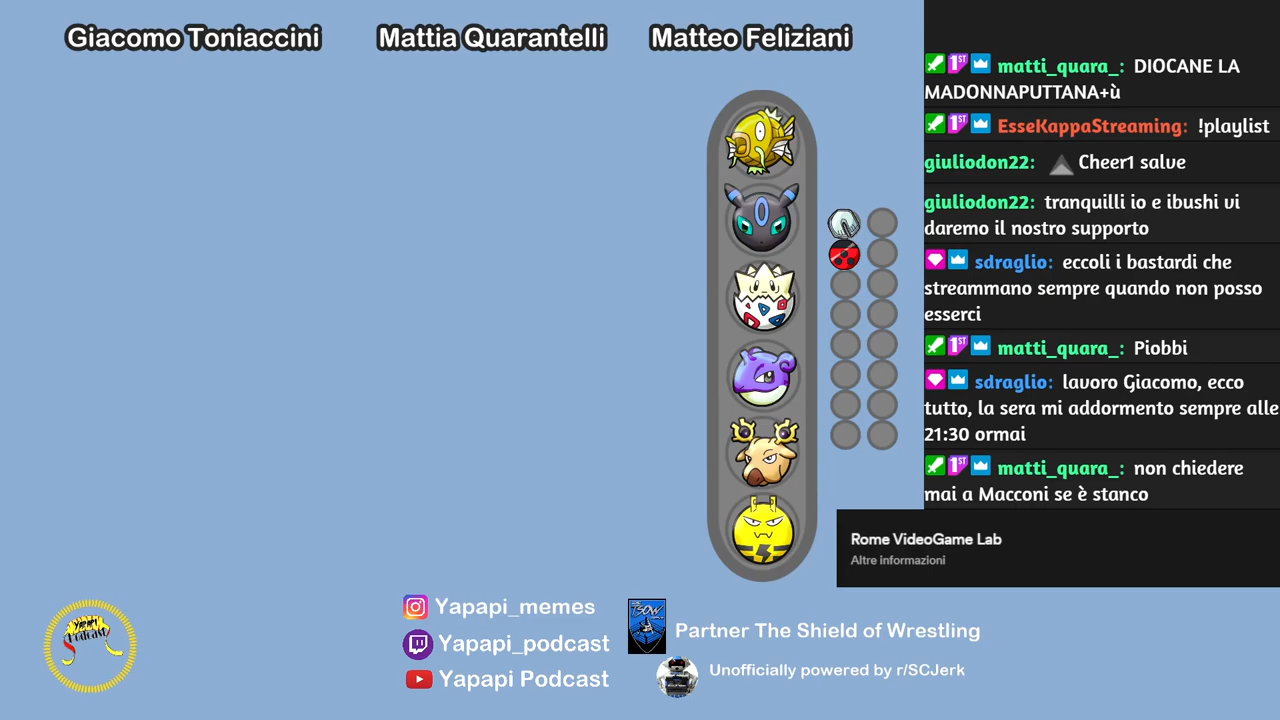 Giacomo Toniaccini
Mattia Quarantelli
Matteo Feliziani
matti_quara_: DIOCANE LA
MADONNAPUTTANA+ù
EsseKappaStreaming: !playlist
giuliodon22: Cheer1 salve
giuliodon22: tranquilli io e ibushi vi
daremo il nostro supporto
sdraglio: eccoli i bastardi che
streammano sempre quando non posso
esserci
matti_quara_: Piobbi
sdraglio: lavoro Giacomo, ecco
tutto, la sera mi addormento sempre alle
21:30 ormai
matti_quara_: non chiedere
mai a Macconi se è stanco
Rome VideoGame Lab
Altre informazioni
YAPAPI
PODCAST
Yapapi_memes
Yapapi_podcast
Yapapi Podcast
TSOW
Partner The Shield of Wrestling
Unofficially powered by r/SCJerk